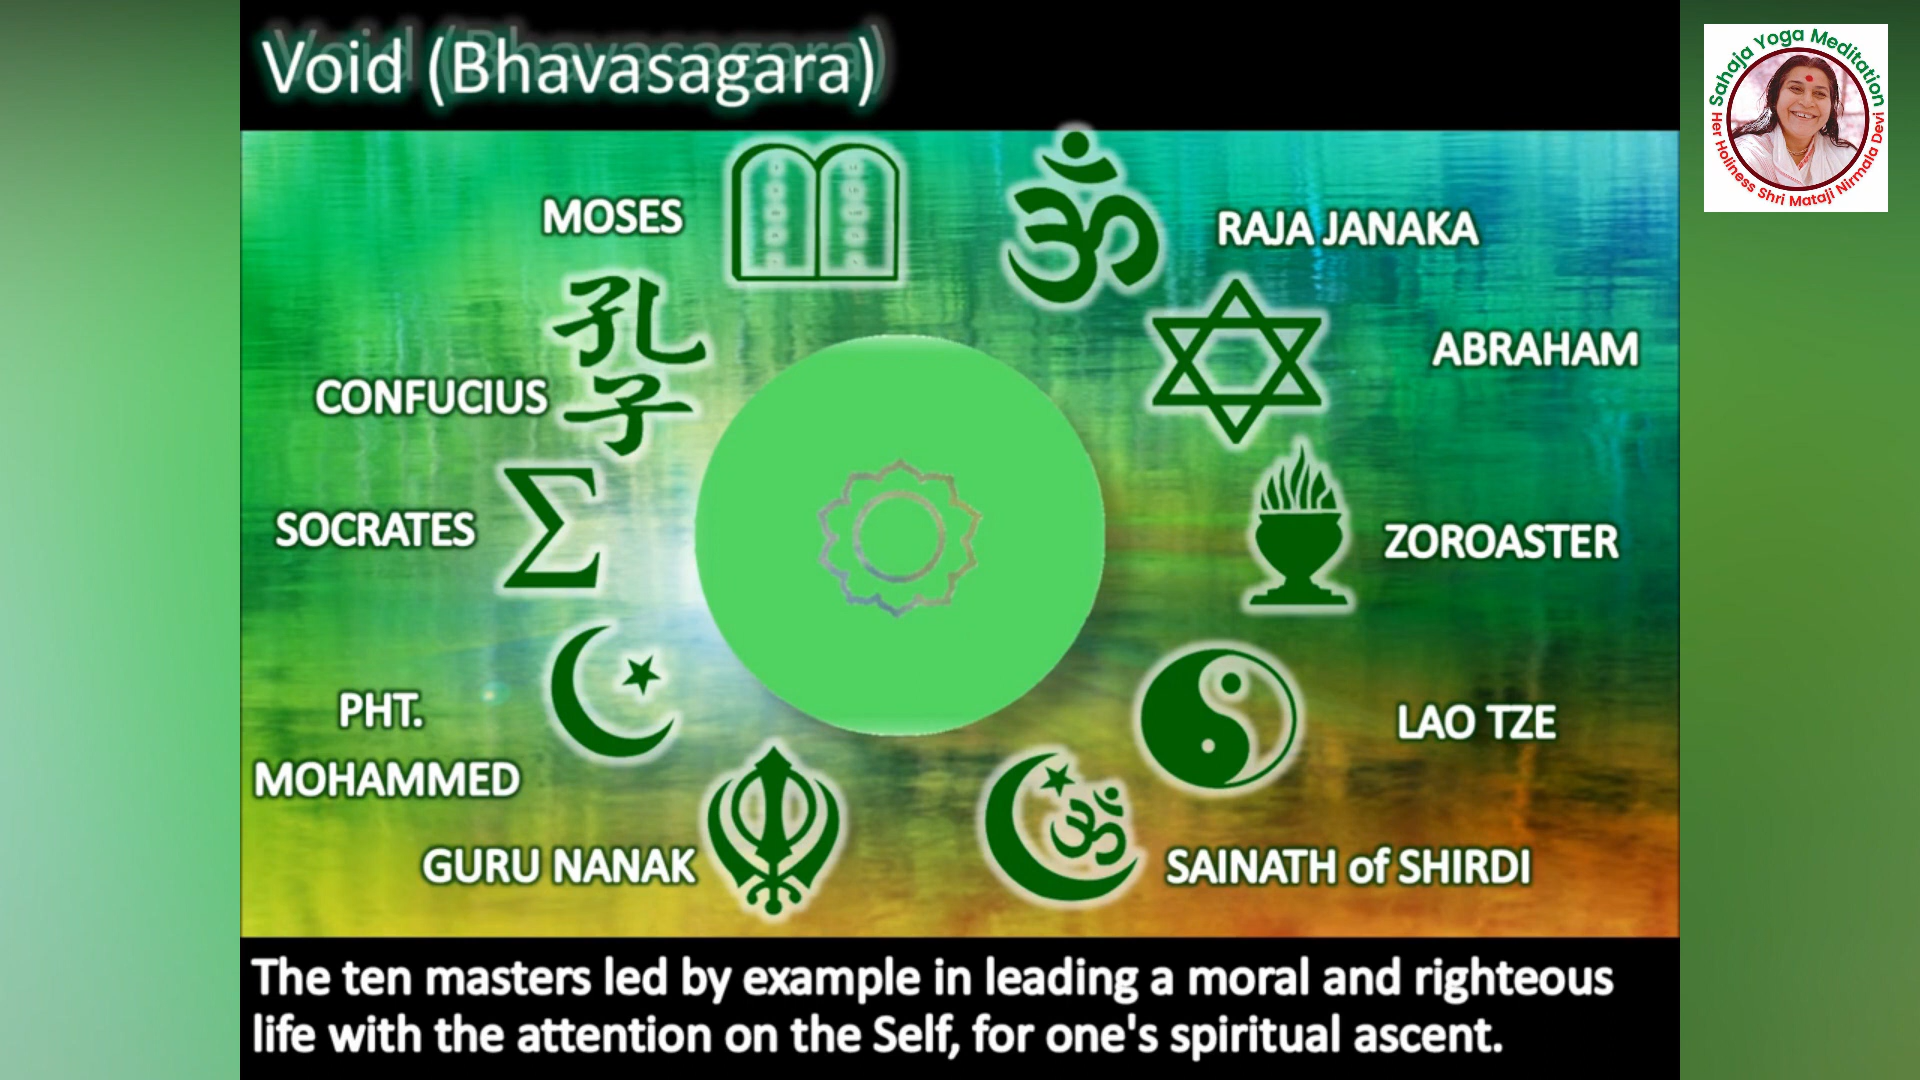 Void (Bhavasagara)
Sahaja Yoga Meditation
Her Holiness Shri Mataji Nirmala Devi
MOSES
ॐ
RAJA JANAKA
孔
子
CONFUCIUS
ABRAHAM
Σ
SOCRATES
ZOROASTER
PHT.
MOHAMMED
LAO TZE
GURU NANAK
ॐ
SAINATH of SHIRDI
The ten masters led by example in leading a moral and righteous
life with the attention on the Self, for one's spiritual ascent.